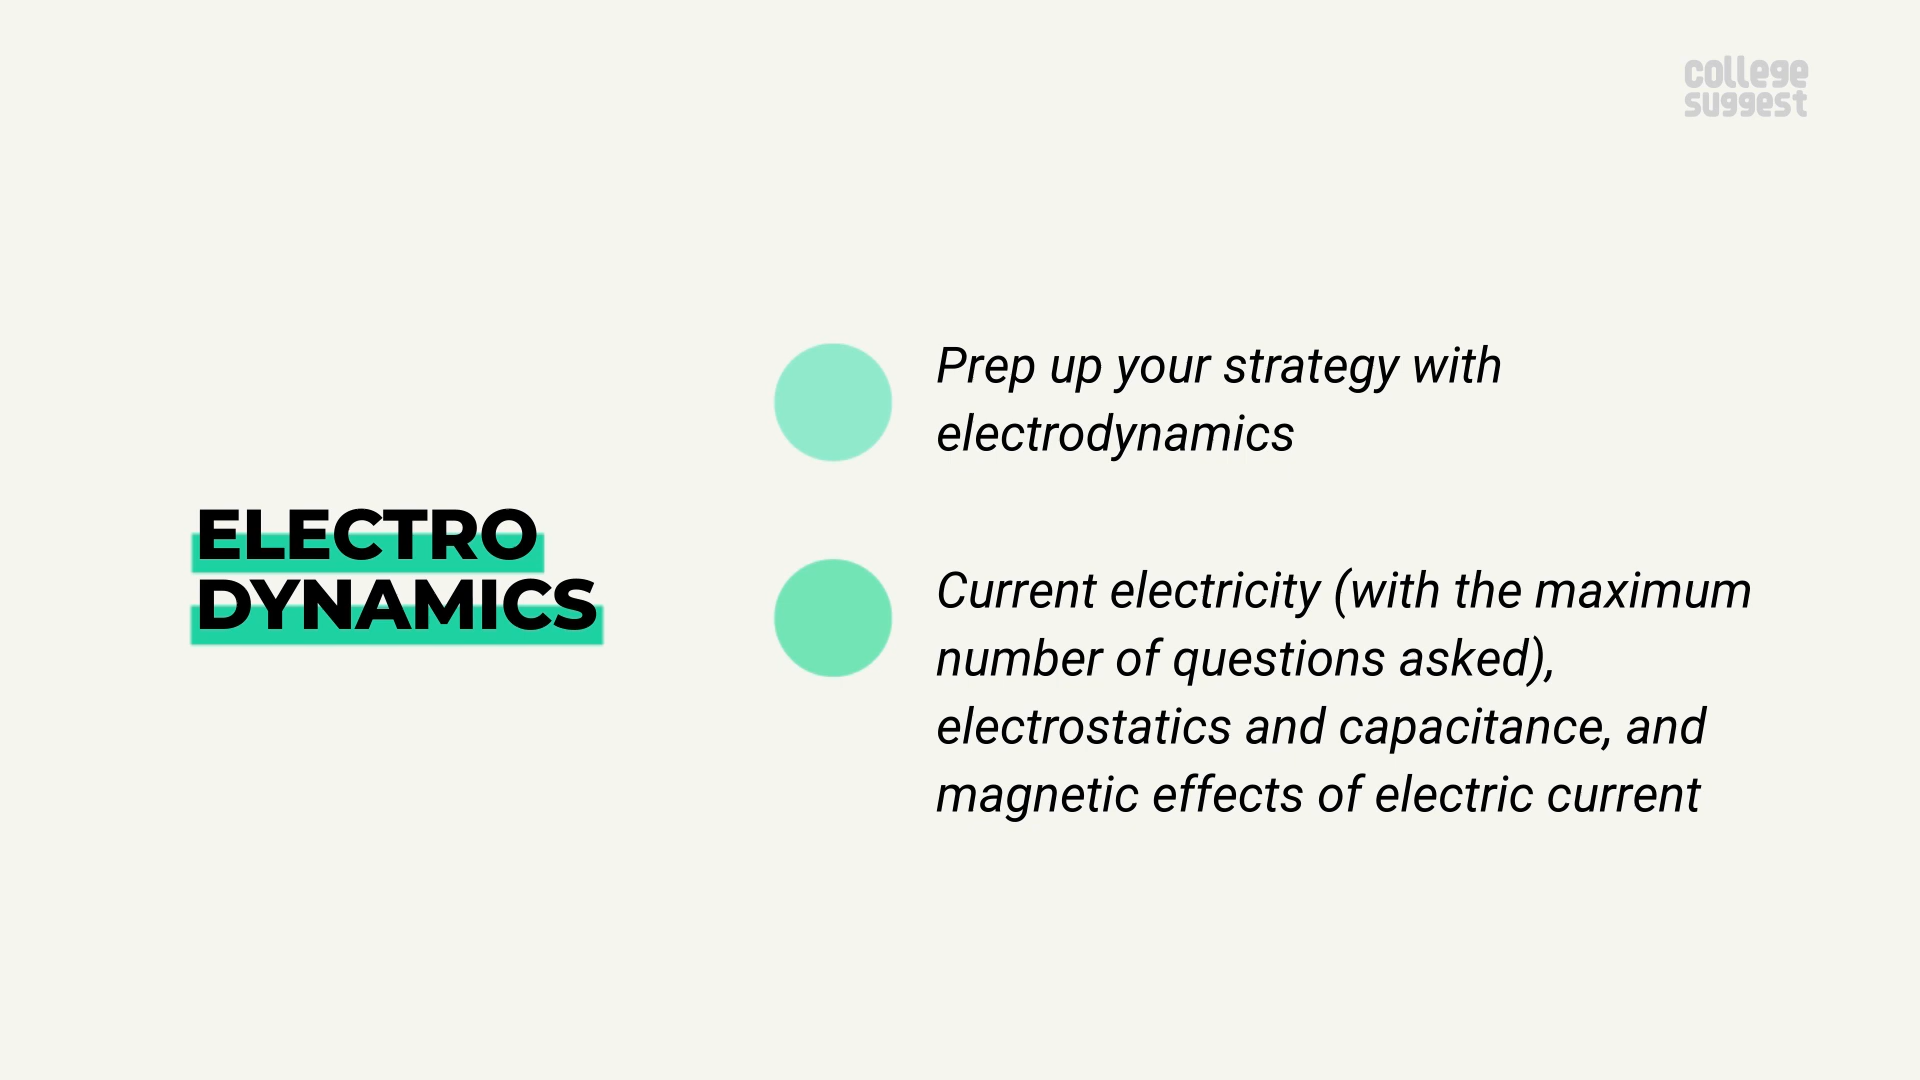 college
suggest
ELECTRO
DYNAMICS
Prep up your strategy with
electrodynamics
Current electricity (with the maximum
number of questions asked),
electrostatics and capacitance, and
magnetic effects of electric current